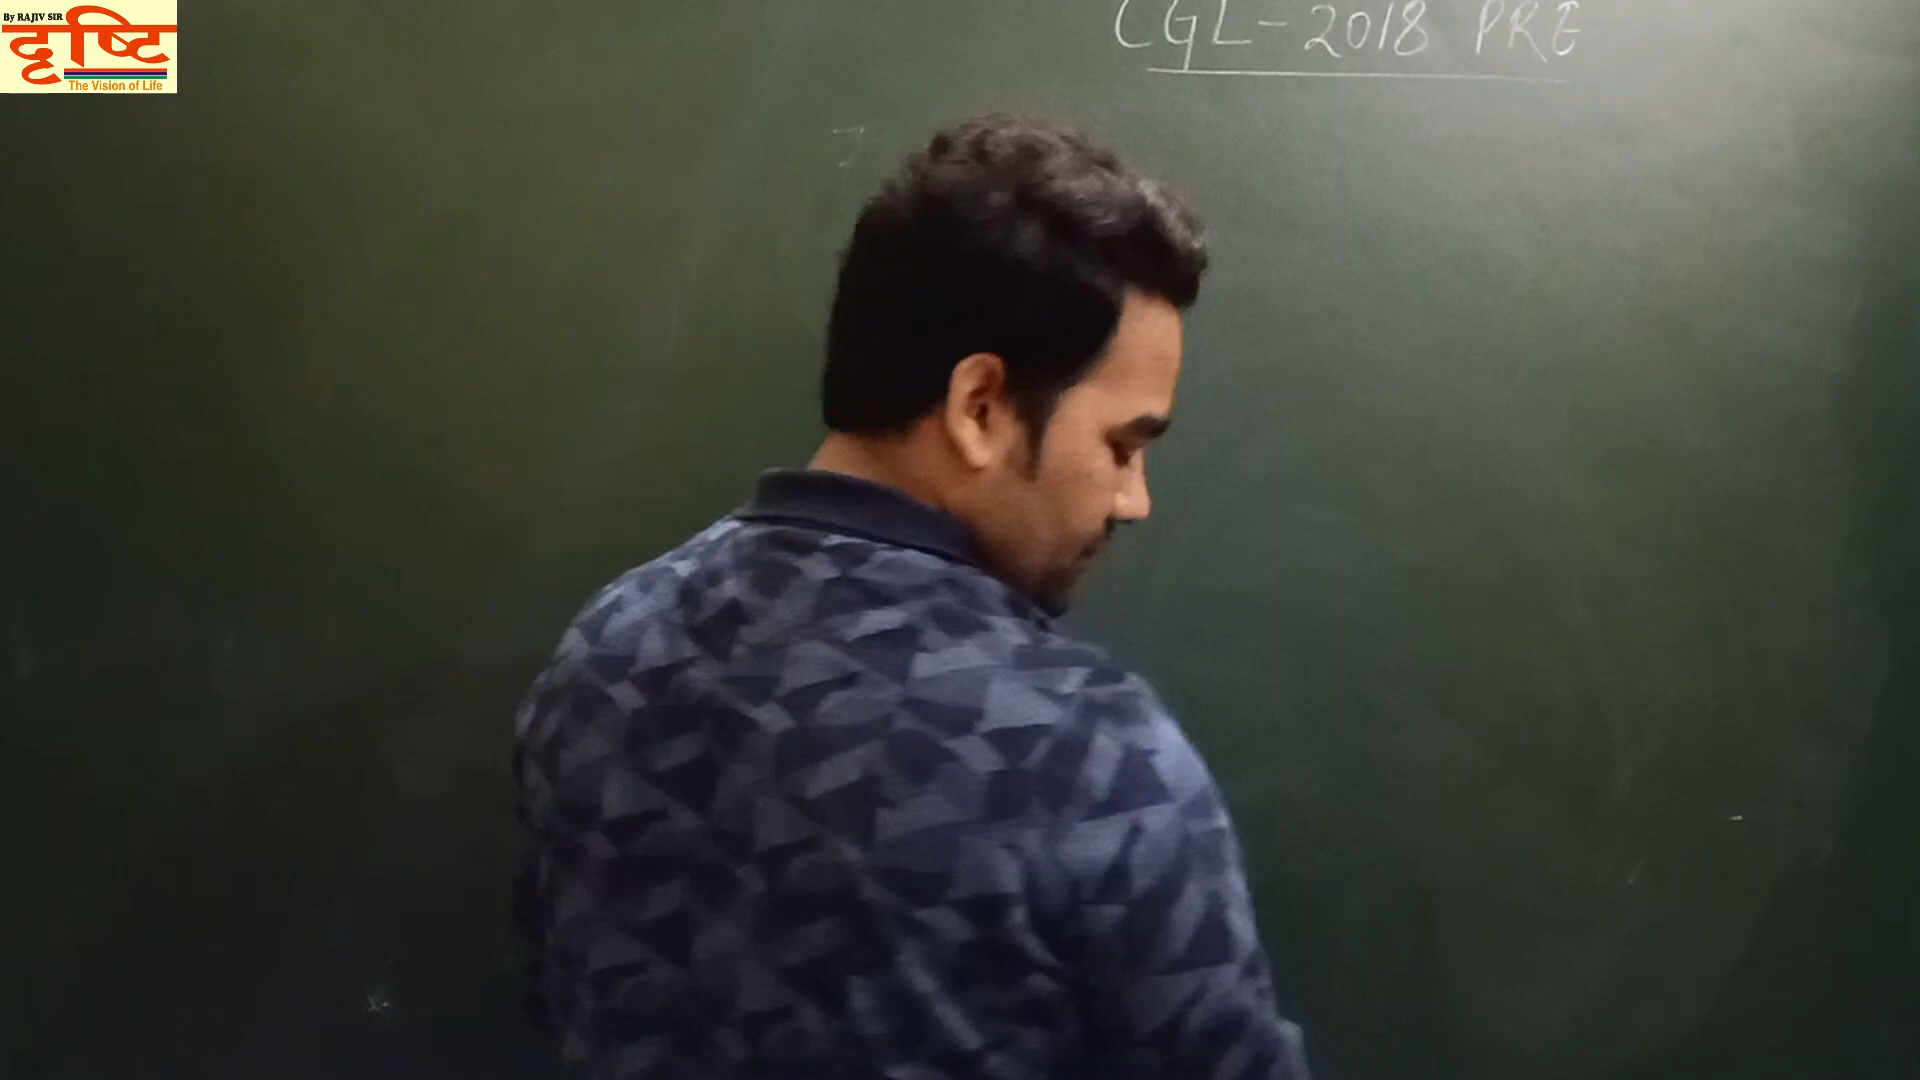 By RAJIV SIR
दृष्टि
The Vision of Life
CGL-2018 PRE